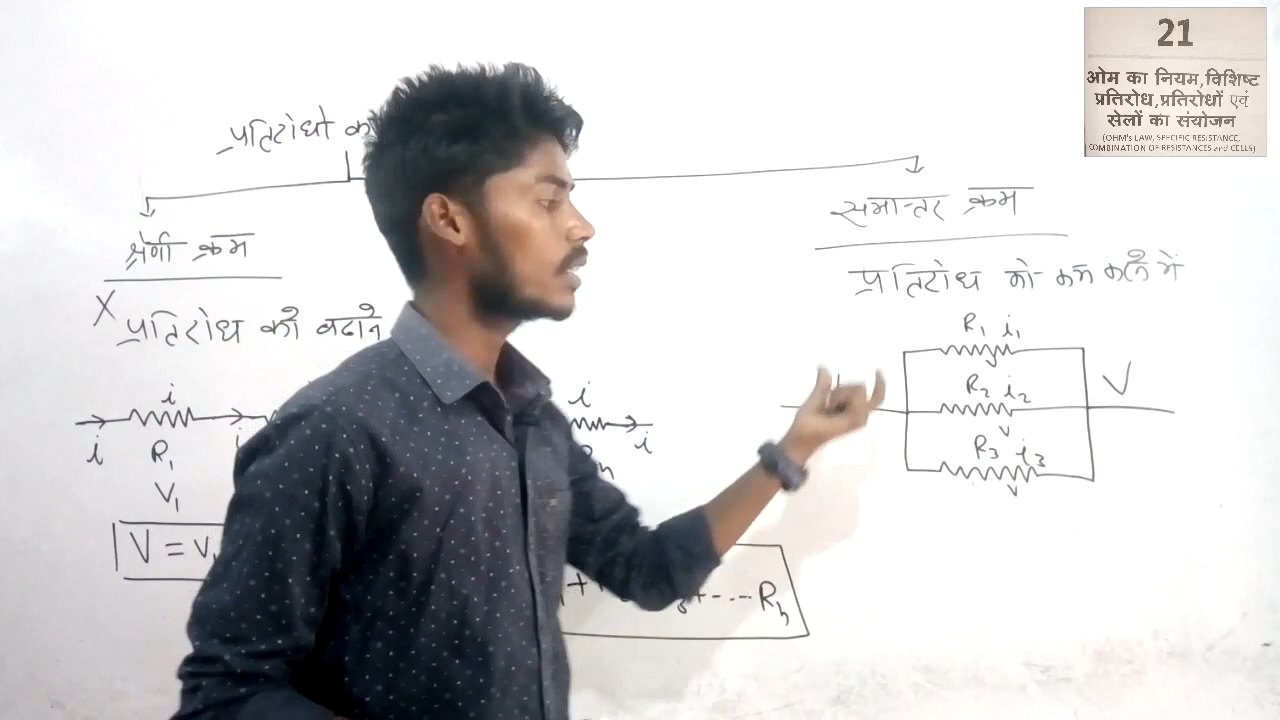 21
ओम का नियम,विशिष्ट
प्रतिरोध,प्रतिरोधों एवं
सेलों का संयोजन
(OHM's LAW, SPECIFIC RESISTANCE,
COMBINATION OF RESISTANCES and CELLS)
प्रतिरोधो
श्रेणी क्रम
X प्रतिरोध को बढाने
i
i
i
R₁
V₁
V = V₁
i
i
+ ---- Rn
समान्तर क्रम
प्रतिरोध को कम करने में
R₁ i₁
V
R₂ i₂
V
V
R₃ i₃
V